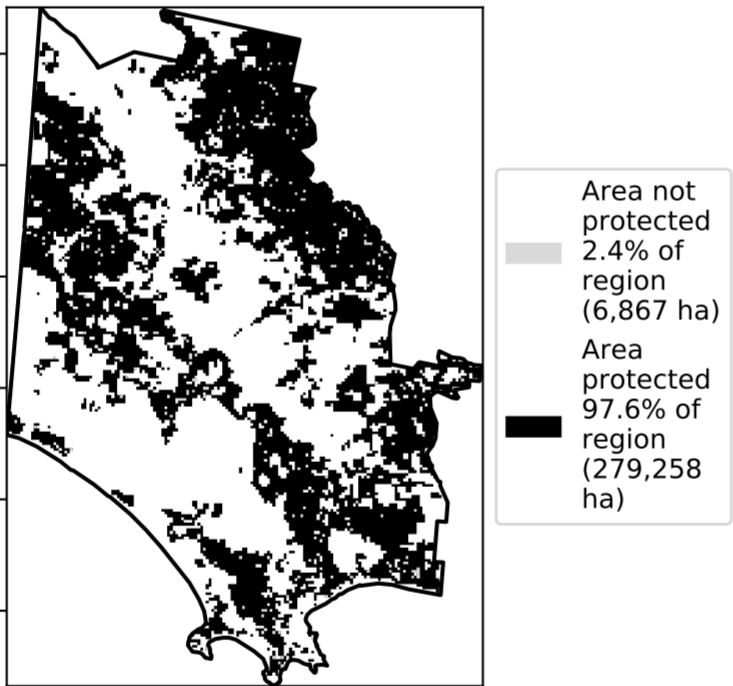 Area not
protected
2.4% of
region
(6,867 ha)
Area
protected
97.6% of
region
(279,258
ha)